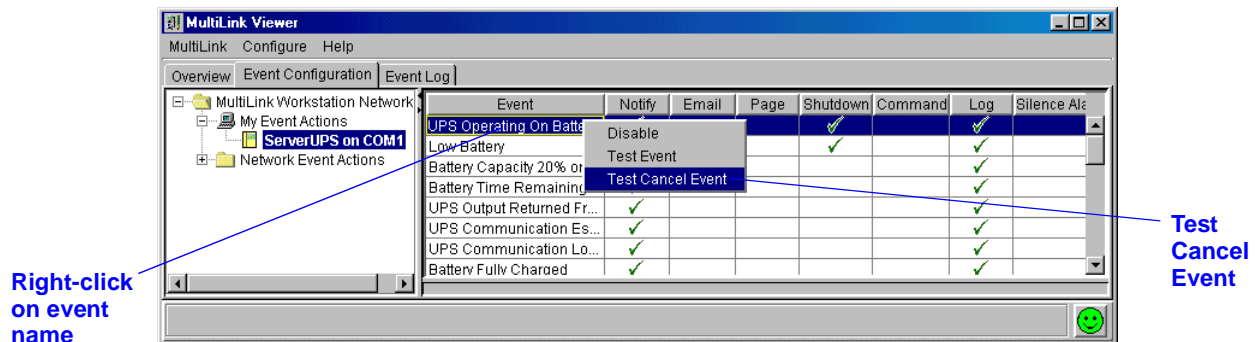 MultiLink Viewer
MultiLink Configure Help
Overview Event Configuration Event Log
MultiLink Workstation Network
My Event Actions
ServerUPS on COM1
Network Event Actions
Event Notify Email Page Shutdown Command Log Silence Ala
UPS Operating On Batte
Low Battery
Battery Capacity 20% or
Battery Time Remaining
UPS Output Returned Fr...
UPS Communication Es...
UPS Communication Lo...
Battery Fully Charged
Disable
Test Event
Test Cancel Event
Right-click
on event
name
Test
Cancel
Event